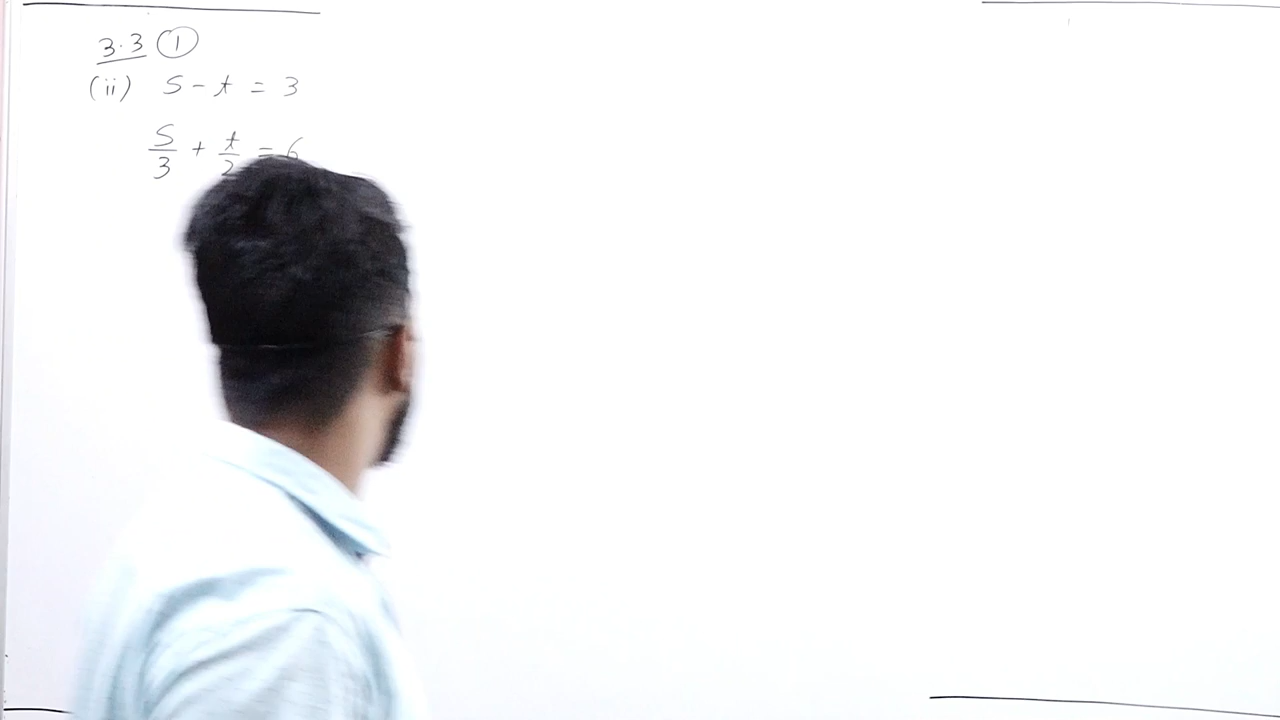 3.3 ①
(ii) S - t = 3
S/3 + t/2 = 6